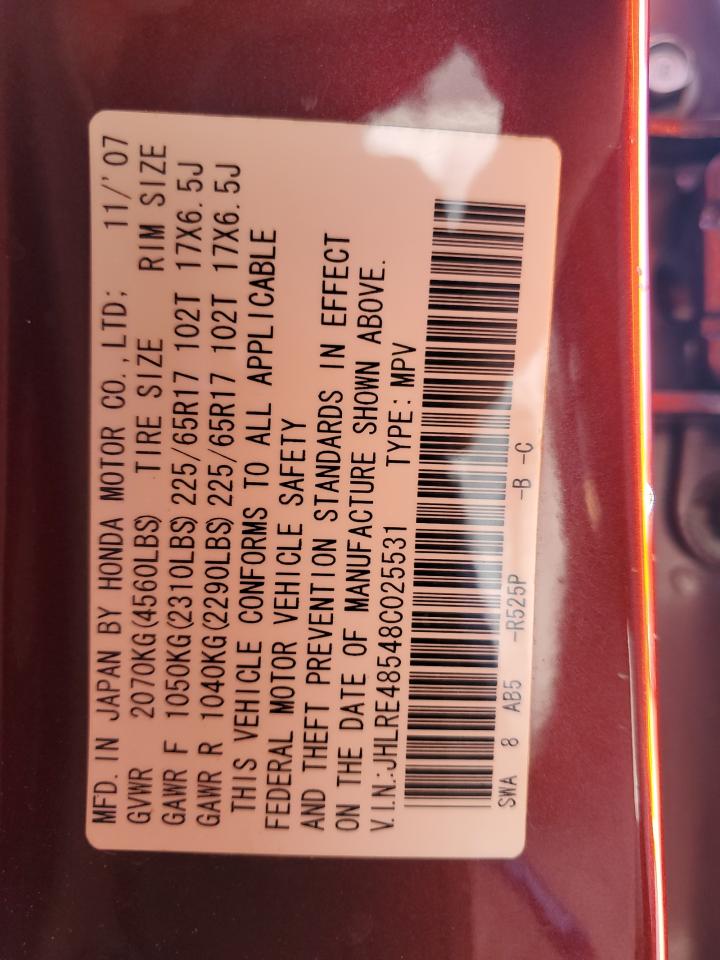 MFD. IN JAPAN BY HONDA MOTOR CO.,LTD; 11/'07
GVWR 2070KG(4560LBS) TIRE SIZE RIM SIZE
GAWR F 1050KG(2310LBS) 225/65R17 102T 17X6.5J
GAWR R 1040KG(2290LBS) 225/65R17 102T 17X6.5J
THIS VEHICLE CONFORMS TO ALL APPLICABLE
FEDERAL MOTOR VEHICLE SAFETY
AND THEFT PREVENTION STANDARDS IN EFFECT
ON THE DATE OF MANUFACTURE SHOWN ABOVE.
V.I.N.:JHLRE48548C025531 TYPE: MPV
SWA 8 AB5 -R525P -B -C